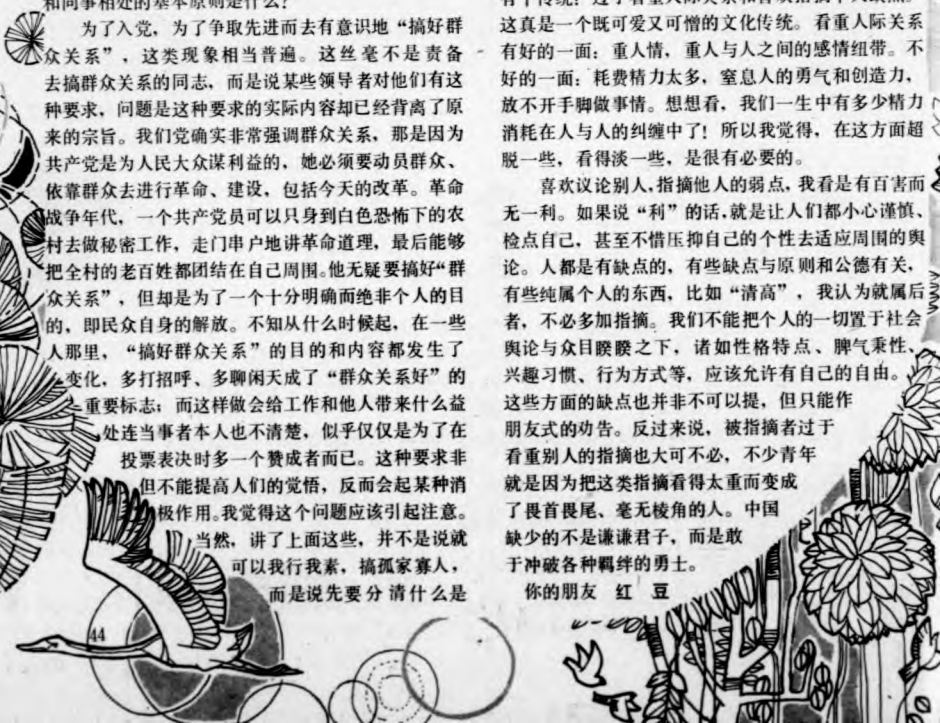 和同事相处的基本原则是什么？
为了入党，为了争取先进而去有意识地“搞好群
众关系”，这类现象相当普遍。这丝毫不是责备
去搞群众关系的同志，而是说某些领导者对他们有这
种要求，问题是这种要求的实际内容却已经背离了原
来的宗旨。我们党确实非常强调群众关系，那是因为
共产党是为人民大众谋利益的，她必须要动员群众、
依靠群众去进行革命、建设，包括今天的改革。革命
战争年代，一个共产党员可以只身到白色恐怖下的农
村去做秘密工作，走门串户地讲革命道理，最后能够
把全村的老百姓都团结在自己周围。他无疑要搞好“群
众关系”，但却是为了一个十分明确而绝非个人的目
的，即民众自身的解放。不知从什么时候起，在一些
人那里，“搞好群众关系”的目的和内容都发生了
变化，多打招呼、多聊闲天成了“群众关系好”的
重要标志；而这样做会给工作和他人带来什么益
处连当事者本人也不清楚，似乎仅仅是为了在
投票表决时多一个赞成者而已。这种要求非
但不能提高人们的觉悟，反而会起某种消
极作用。我觉得这个问题应该引起注意。
当然，讲了上面这些，并不是说就
可以我行我素，搞孤家寡人，
而是说先要分清什么是
44
这真是一个既可爱又可憎的文化传统。看重人际关系
有好的一面：重人情，重人与人之间的感情纽带。不
好的一面：耗费精力太多，窒息人的勇气和创造力，
放不开手脚做事情。想想看，我们一生中有多少精力
消耗在人与人的纠缠中了！所以我觉得，在这方面超
脱一些，看得淡一些，是很有必要的。
喜欢议论别人，指摘他人的弱点，我看是有百害而
无一利。如果说“利”的话，就是让人们都小心谨慎、
检点自己，甚至不惜压抑自己的个性去适应周围的舆
论。人都是有缺点的，有些缺点与原则和公德有关，
有些纯属个人的东西，比如“清高”，我认为就属后
者，不必多加指摘。我们不能把个人的一切置于社会
舆论与众目睽睽之下，诸如性格特点、脾气秉性、
兴趣习惯、行为方式等，应该允许有自己的自由。
这些方面的缺点也并非不可以提，但只能作
朋友式的劝告。反过来说，被指摘者过于
看重别人的指摘也大可不必，不少青年
就是因为把这类指摘看得太重而变成
了畏首畏尾、毫无棱角的人。中国
缺少的不是谦谦君子，而是敢
于冲破各种羁绊的勇士。
你的朋友 红 豆